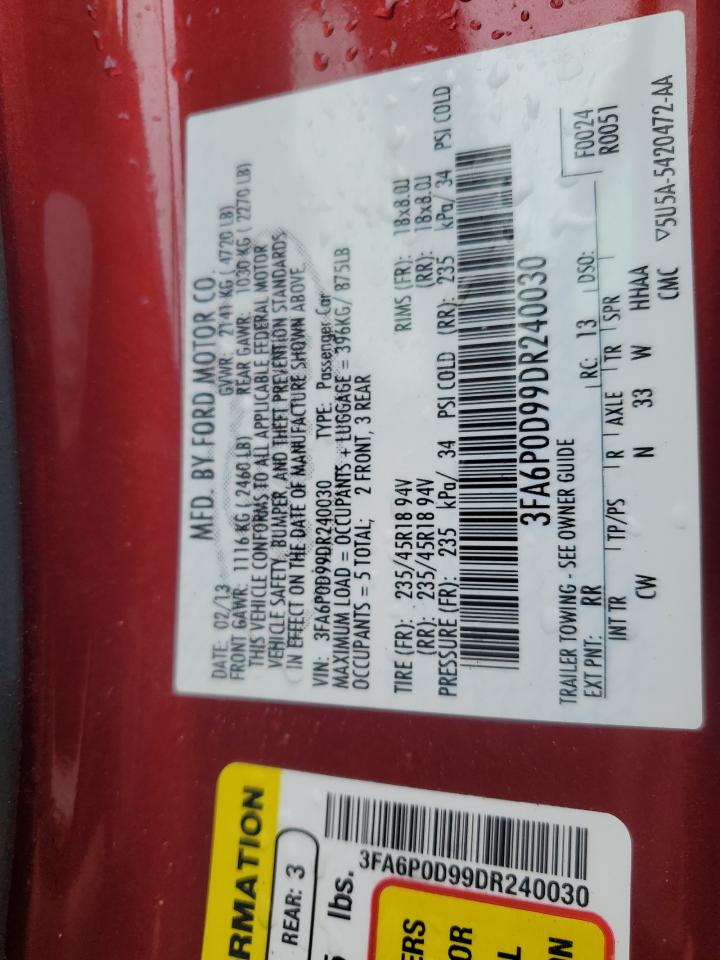 MFD. BY FORD MOTOR CO.
DATE: 02/13 GVWR: 2141 KG ( 4720 LB)
FRONT GAWR: 1116 KG ( 2460 LB) REAR GAWR: 1030 KG ( 2270 LB)
THIS VEHICLE CONFORMS TO ALL APPLICABLE FEDERAL MOTOR
VEHICLE SAFETY, BUMPER, AND THEFT PREVENTION STANDARDS
IN EFFECT ON THE DATE OF MANUFACTURE SHOWN ABOVE
VIN: 3FA6P0D99DR240030 TYPE: Passenger Car
MAXIMUM LOAD = OCCUPANTS + LUGGAGE = 396KG/ 875LB
OCCUPANTS = 5 TOTAL; 2 FRONT, 3 REAR
TIRE (FR): 235/45R18 94V RIMS (FR): 18x8.0J
(RR): 235/45R18 94V (RR): 18x8.0J
PRESSURE (FR): 235 kPa/ 34 PSI COLD (RR): 235 kPa/ 34 PSI COLD
3FA6P0D99DR240030
TRAILER TOWING - SEE OWNER GUIDE F0024
EXT PNT: RR RC: 13 DSO: R0051
INT TR TP/PS R AXLE TR SPR
CW N 33 W HHAA
CMC
▽5U5A-5420472-AA
RMATION
REAR: 3
lbs.
3FA6P0D99DR240030
ERS
OR
L
ON